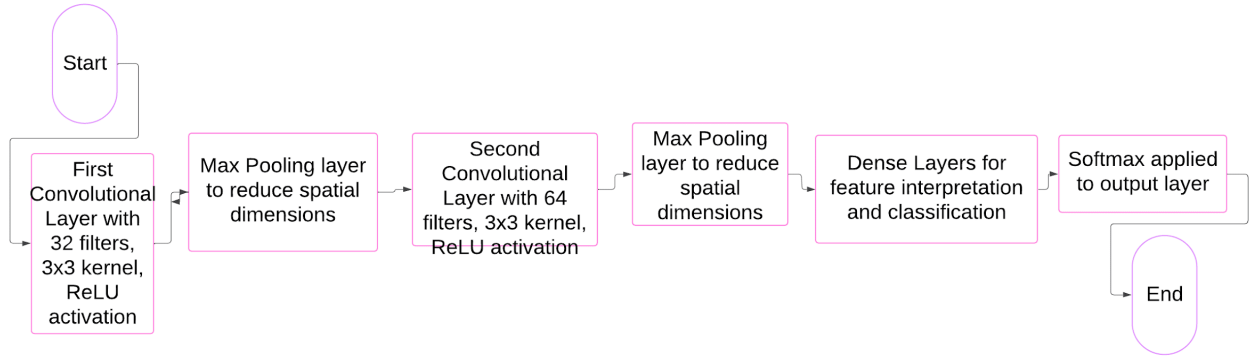 Start
First
Convolutional
Layer with
32 filters,
3x3 kernel,
ReLU
activation
Max Pooling layer
to reduce spatial
dimensions
Second
Convolutional
Layer with 64
filters, 3x3 kernel,
ReLU activation
Max Pooling
layer to reduce
spatial
dimensions
Dense Layers for
feature interpretation
and classification
Softmax applied
to output layer
End